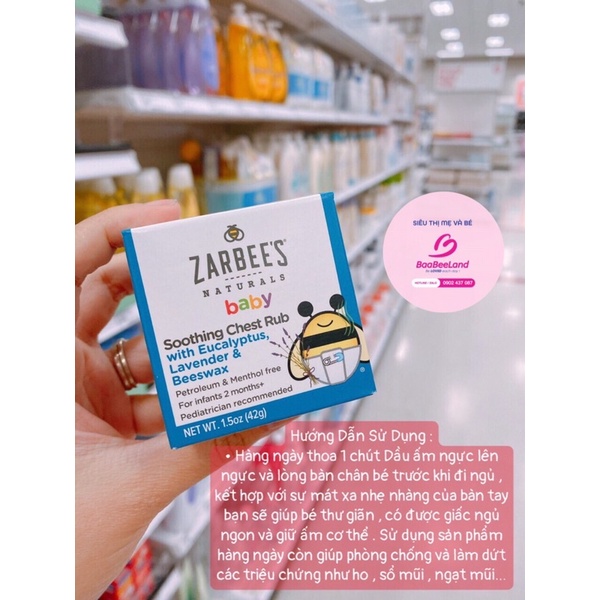 SIÊU THỊ MẸ VÀ BÉ
BaaBeeLand
0902 437 087
ZARBEE'S
NATURALS
baby
Soothing Chest Rub
with Eucalyptus,
Lavender &
Beeswax
Petroleum & Menthol free
For infants 2 months+
Pediatrician recommended
NET WT. 1.5oz (42g)
Hướng Dẫn Sử Dụng :
• Hàng ngày thoa 1 chút Dầu ấm ngực lên
ngực và lòng bàn chân bé trước khi đi ngủ ,
kết hợp với sự mát xa nhẹ nhàng của bàn tay
bạn sẽ giúp bé thư giãn , có được giấc ngủ
ngon và giữ ấm cơ thể . Sử dụng sản phẩm
hàng ngày còn giúp phòng chống và làm dứt
các triệu chứng như ho , sổ mũi , ngạt mũi...